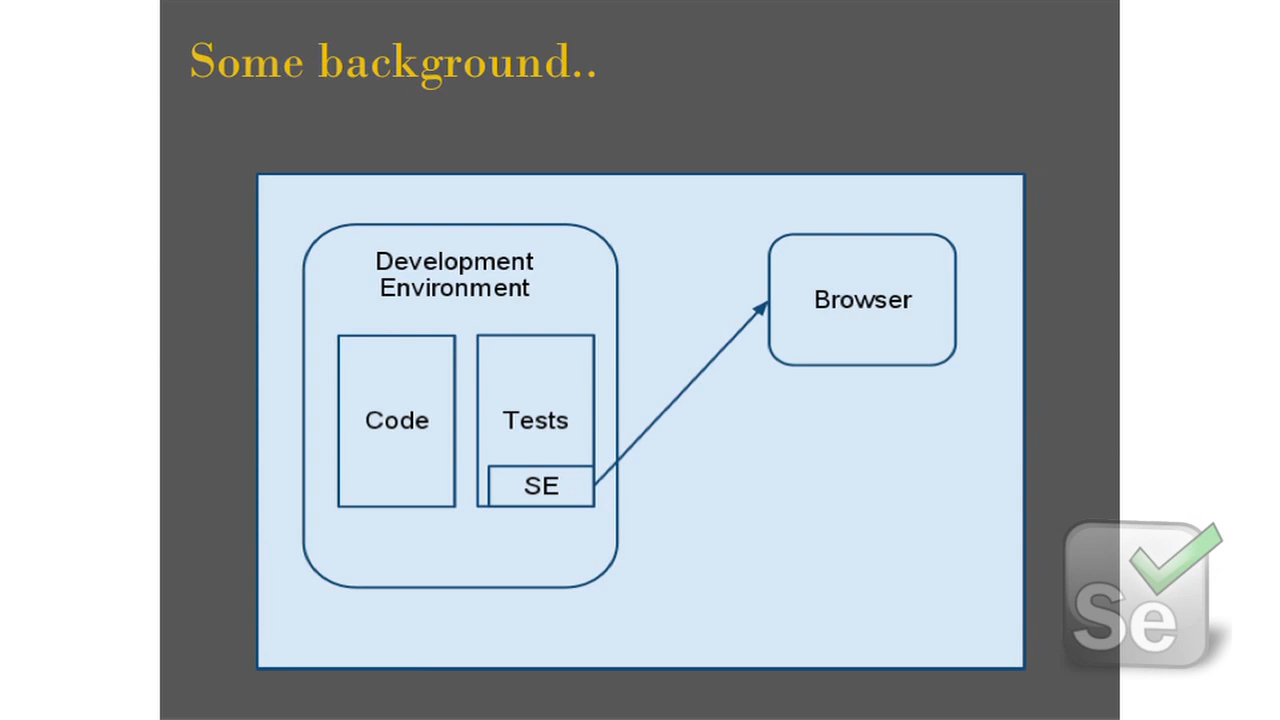 Some background..
Development
Environment
Browser
Code
Tests
SE
Se